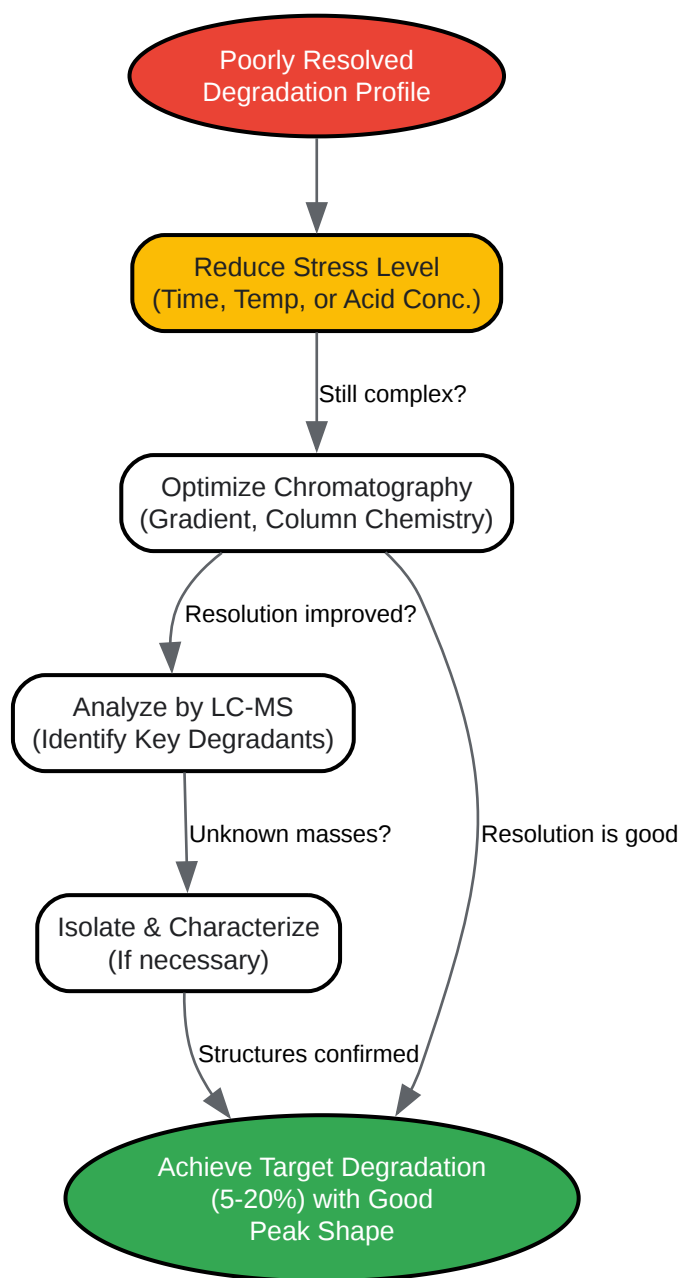 Poorly Resolved
Degradation Profile
Reduce Stress Level
(Time, Temp, or Acid Conc.)
Still complex?
Optimize Chromatography
(Gradient, Column Chemistry)
Resolution improved?
Analyze by LC-MS
(Identify Key Degradants)
Unknown masses?
Resolution is good
Isolate & Characterize
(If necessary)
Structures confirmed
Achieve Target Degradation
(5-20%) with Good
Peak Shape